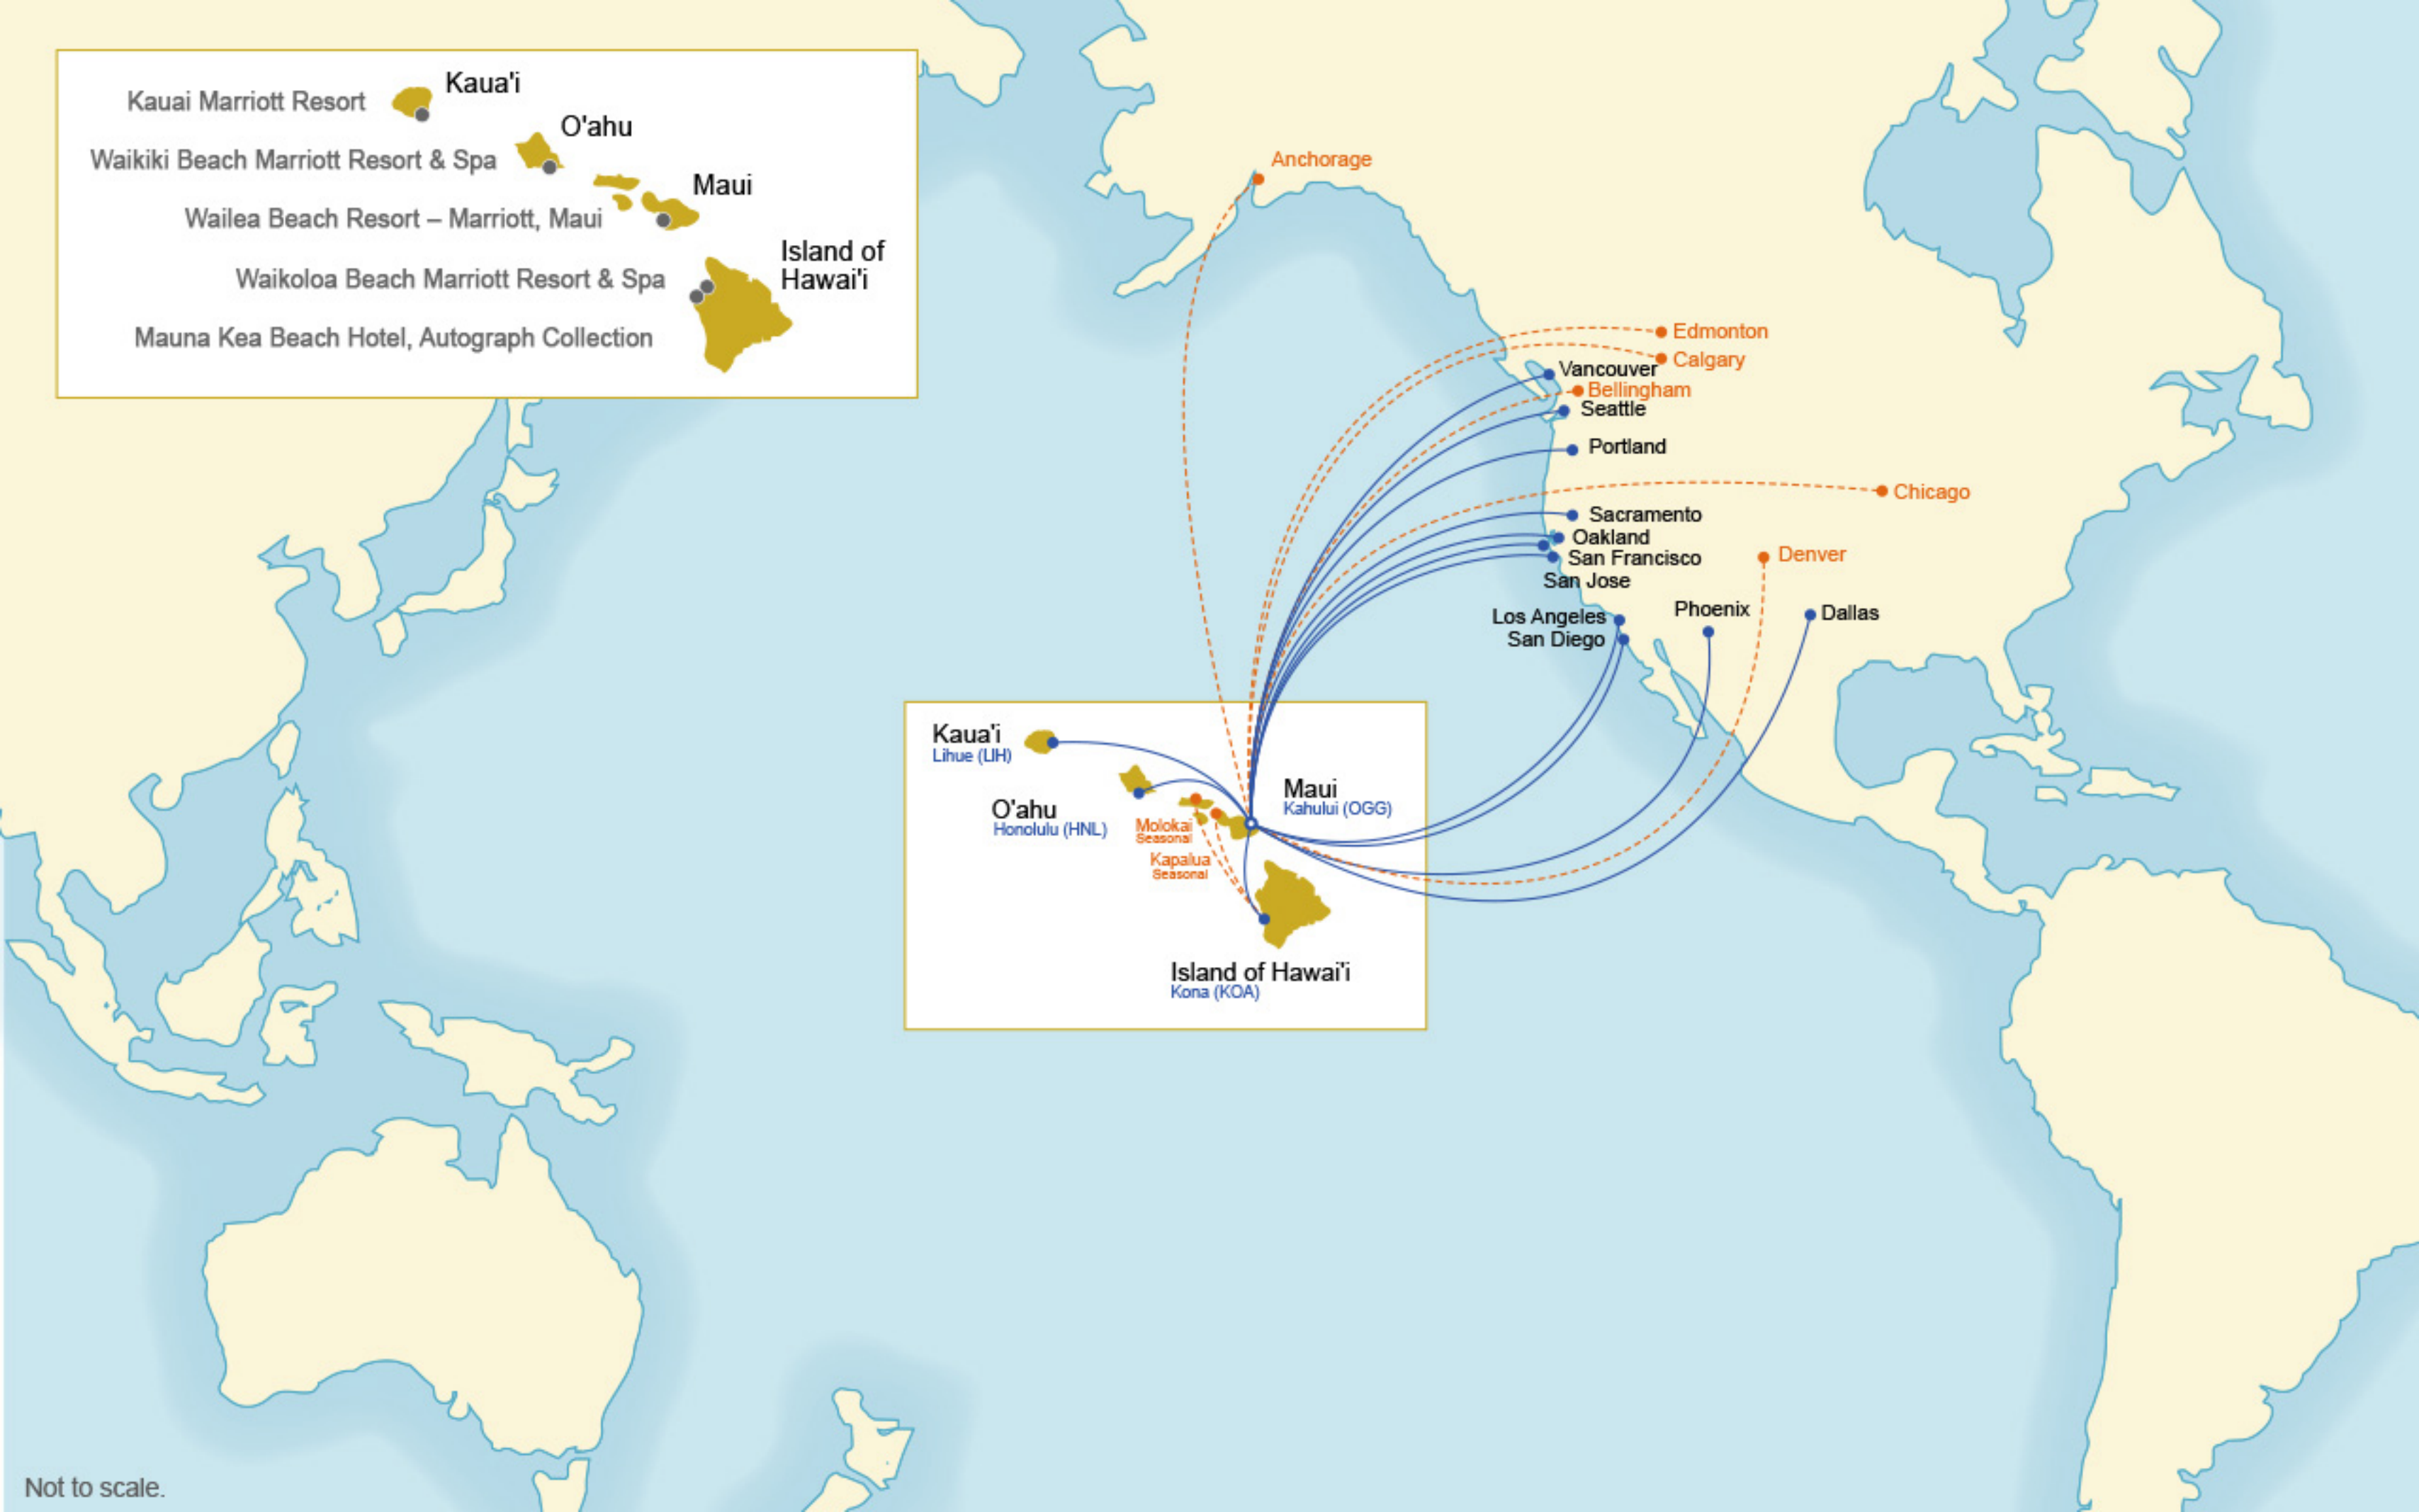 Kaua'i
Kauai Marriott Resort
O'ahu
Waikiki Beach Marriott Resort & Spa
Maui
Wailea Beach Resort – Marriott, Maui
Island of
Hawai'i
Waikoloa Beach Marriott Resort & Spa
Mauna Kea Beach Hotel, Autograph Collection
Anchorage
Edmonton
Calgary
Vancouver
Bellingham
Seattle
Portland
Chicago
Sacramento
Oakland
San Francisco
San Jose
Denver
Los Angeles
San Diego
Phoenix
Dallas
Kaua'i
Lihue (LIH)
O'ahu
Honolulu (HNL)
Maui
Kahului (OGG)
Molokai
Seasonal
Kapalua
Seasonal
Island of Hawai'i
Kona (KOA)
Not to scale.